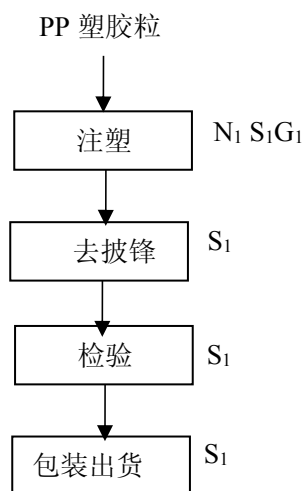 PP 塑胶粒
注塑 N₁ S₁G₁
去披锋 S₁
检验 S₁
包装出货 S₁